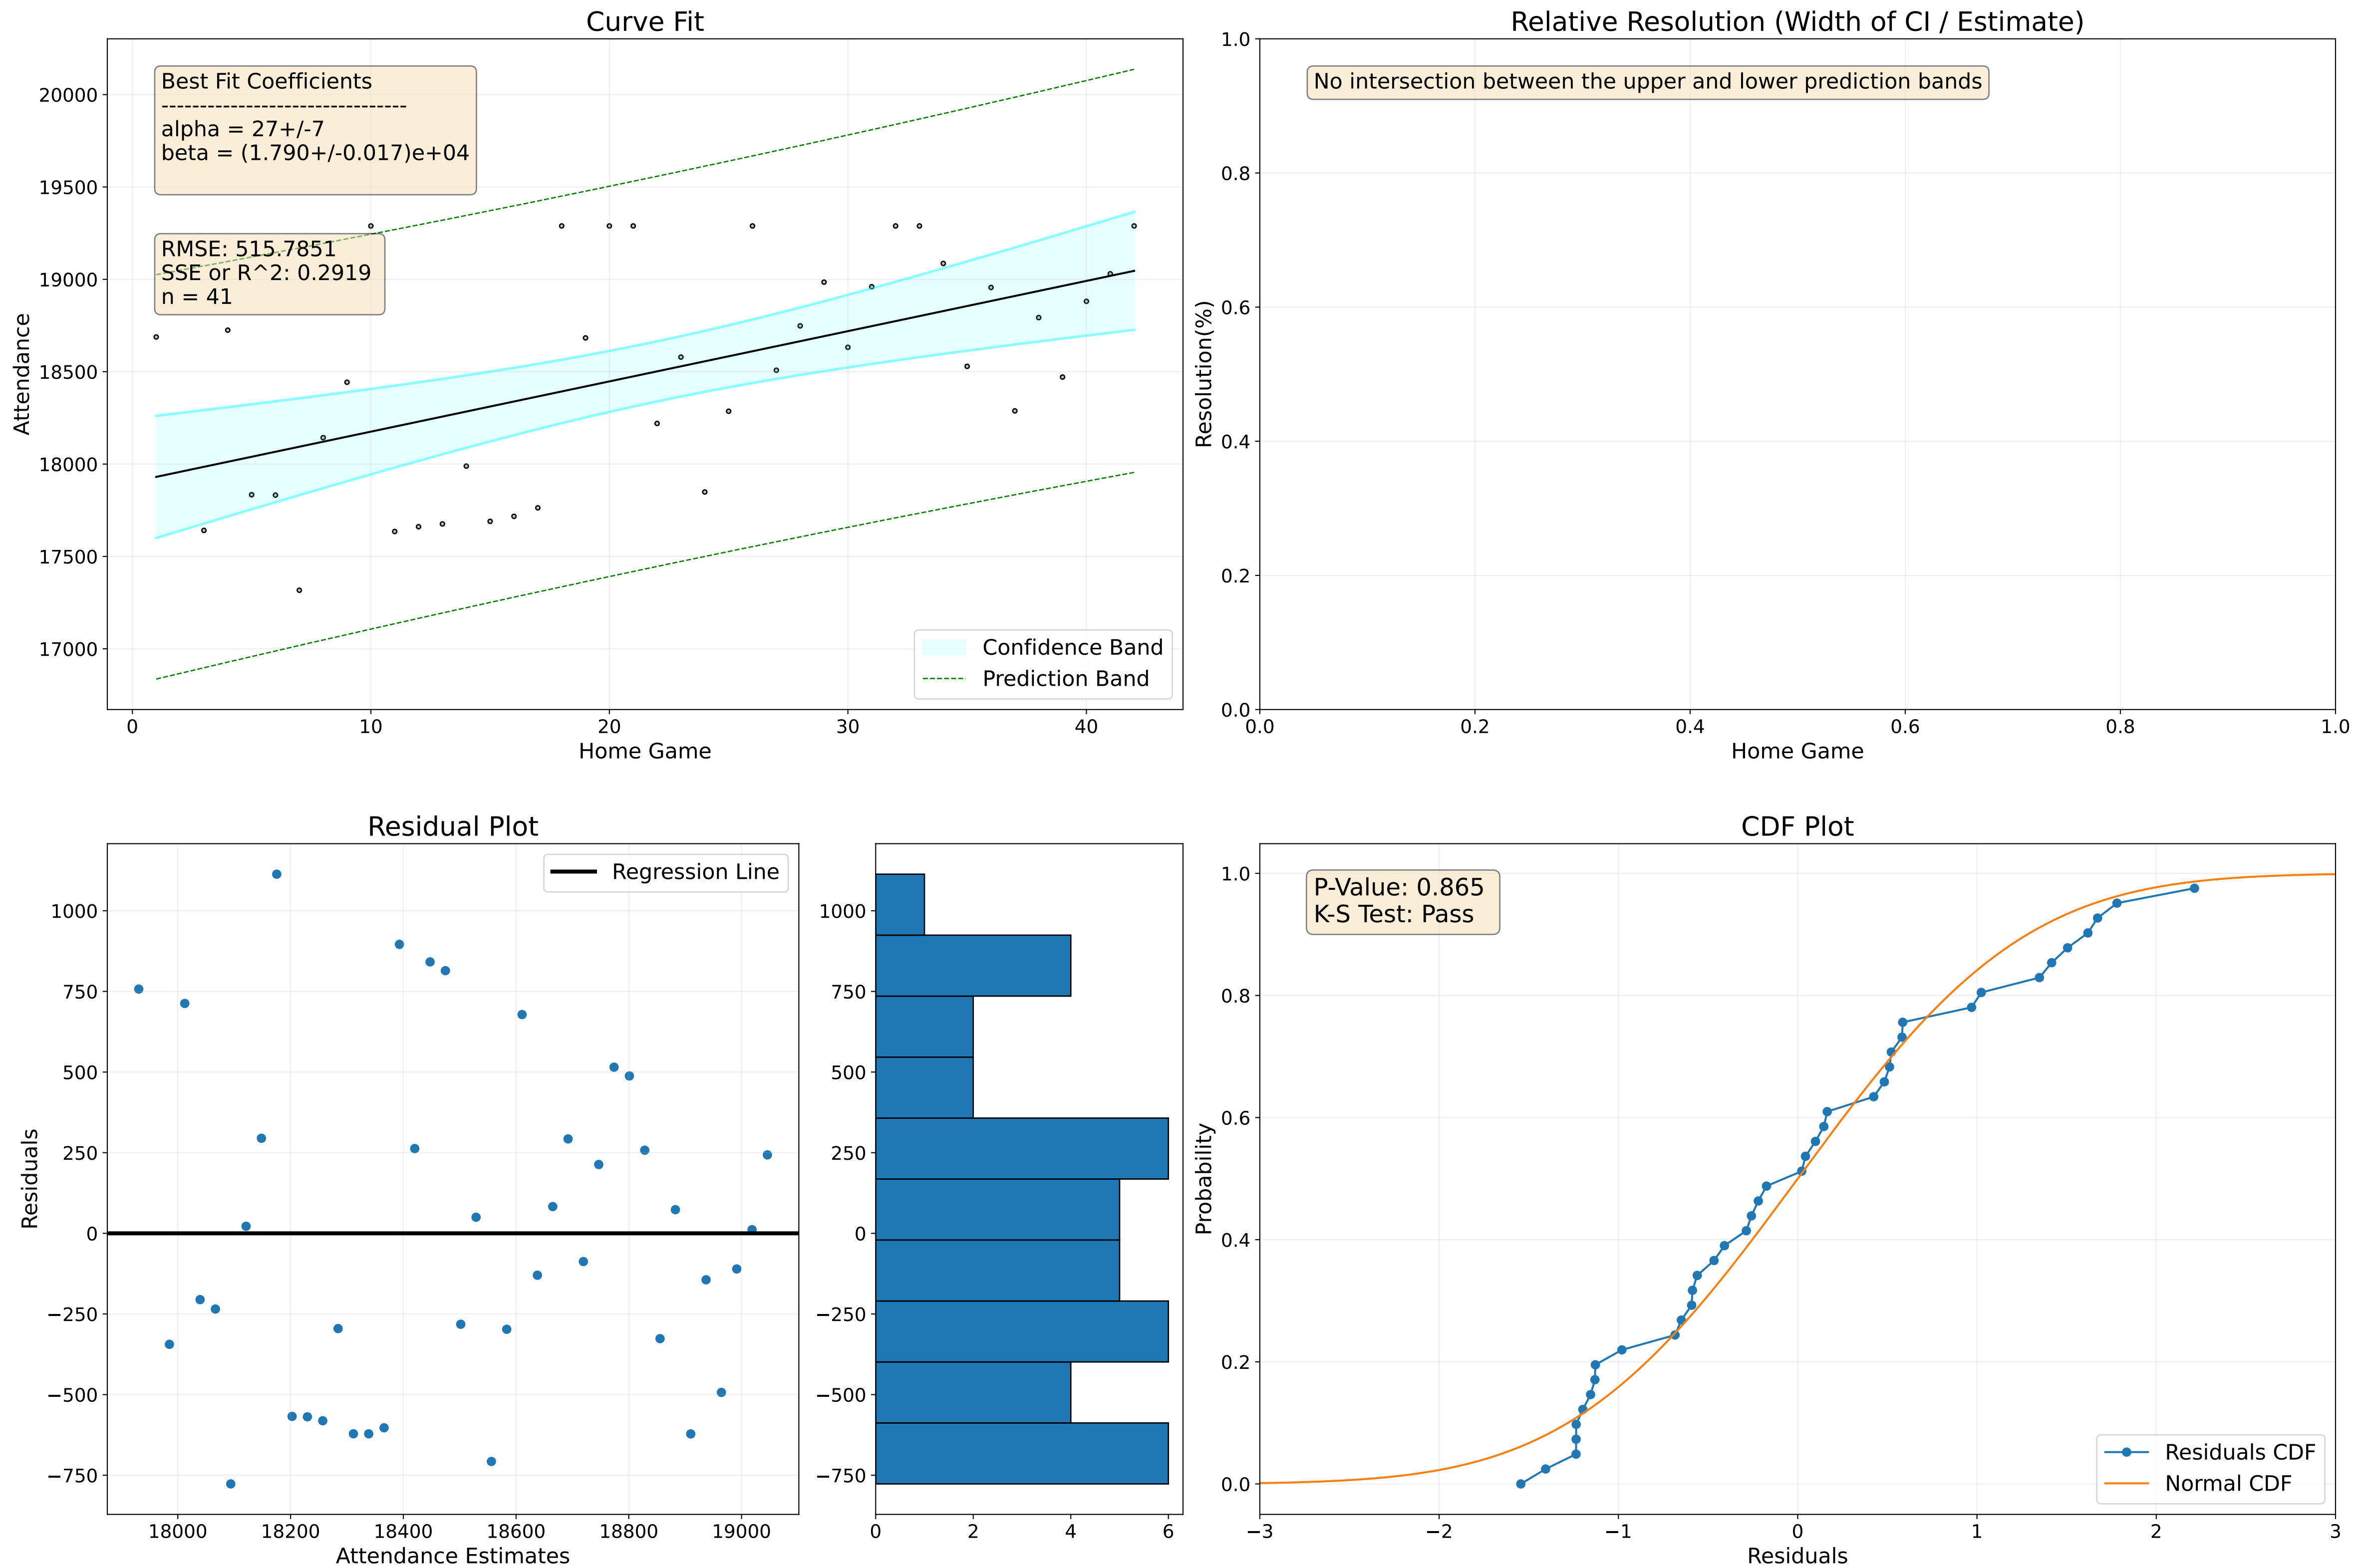 Curve Fit
Best Fit Coefficients
--------------------------------
alpha = 27+/-7
beta = (1.790+/-0.017)e+04
RMSE: 515.7851
SSE or R^2: 0.2919
n = 41
Attendance
20000
19500
19000
18500
18000
17500
17000
Confidence Band
Prediction Band
0 10 20 30 40
Home Game
Relative Resolution (Width of CI / Estimate)
No intersection between the upper and lower prediction bands
Resolution(%)
1.0
0.8
0.6
0.4
0.2
0.0
0.0 0.2 0.4 0.6 0.8 1.0
Home Game
Residual Plot
Regression Line
Residuals
1000
750
500
250
0
−250
−500
−750
18000 18200 18400 18600 18800 19000
Attendance Estimates
1000
750
500
250
0
−250
−500
−750
0 2 4 6
CDF Plot
P-Value: 0.865
K-S Test: Pass
Probability
1.0
0.8
0.6
0.4
0.2
0.0
Residuals CDF
Normal CDF
−3 −2 −1 0 1 2 3
Residuals